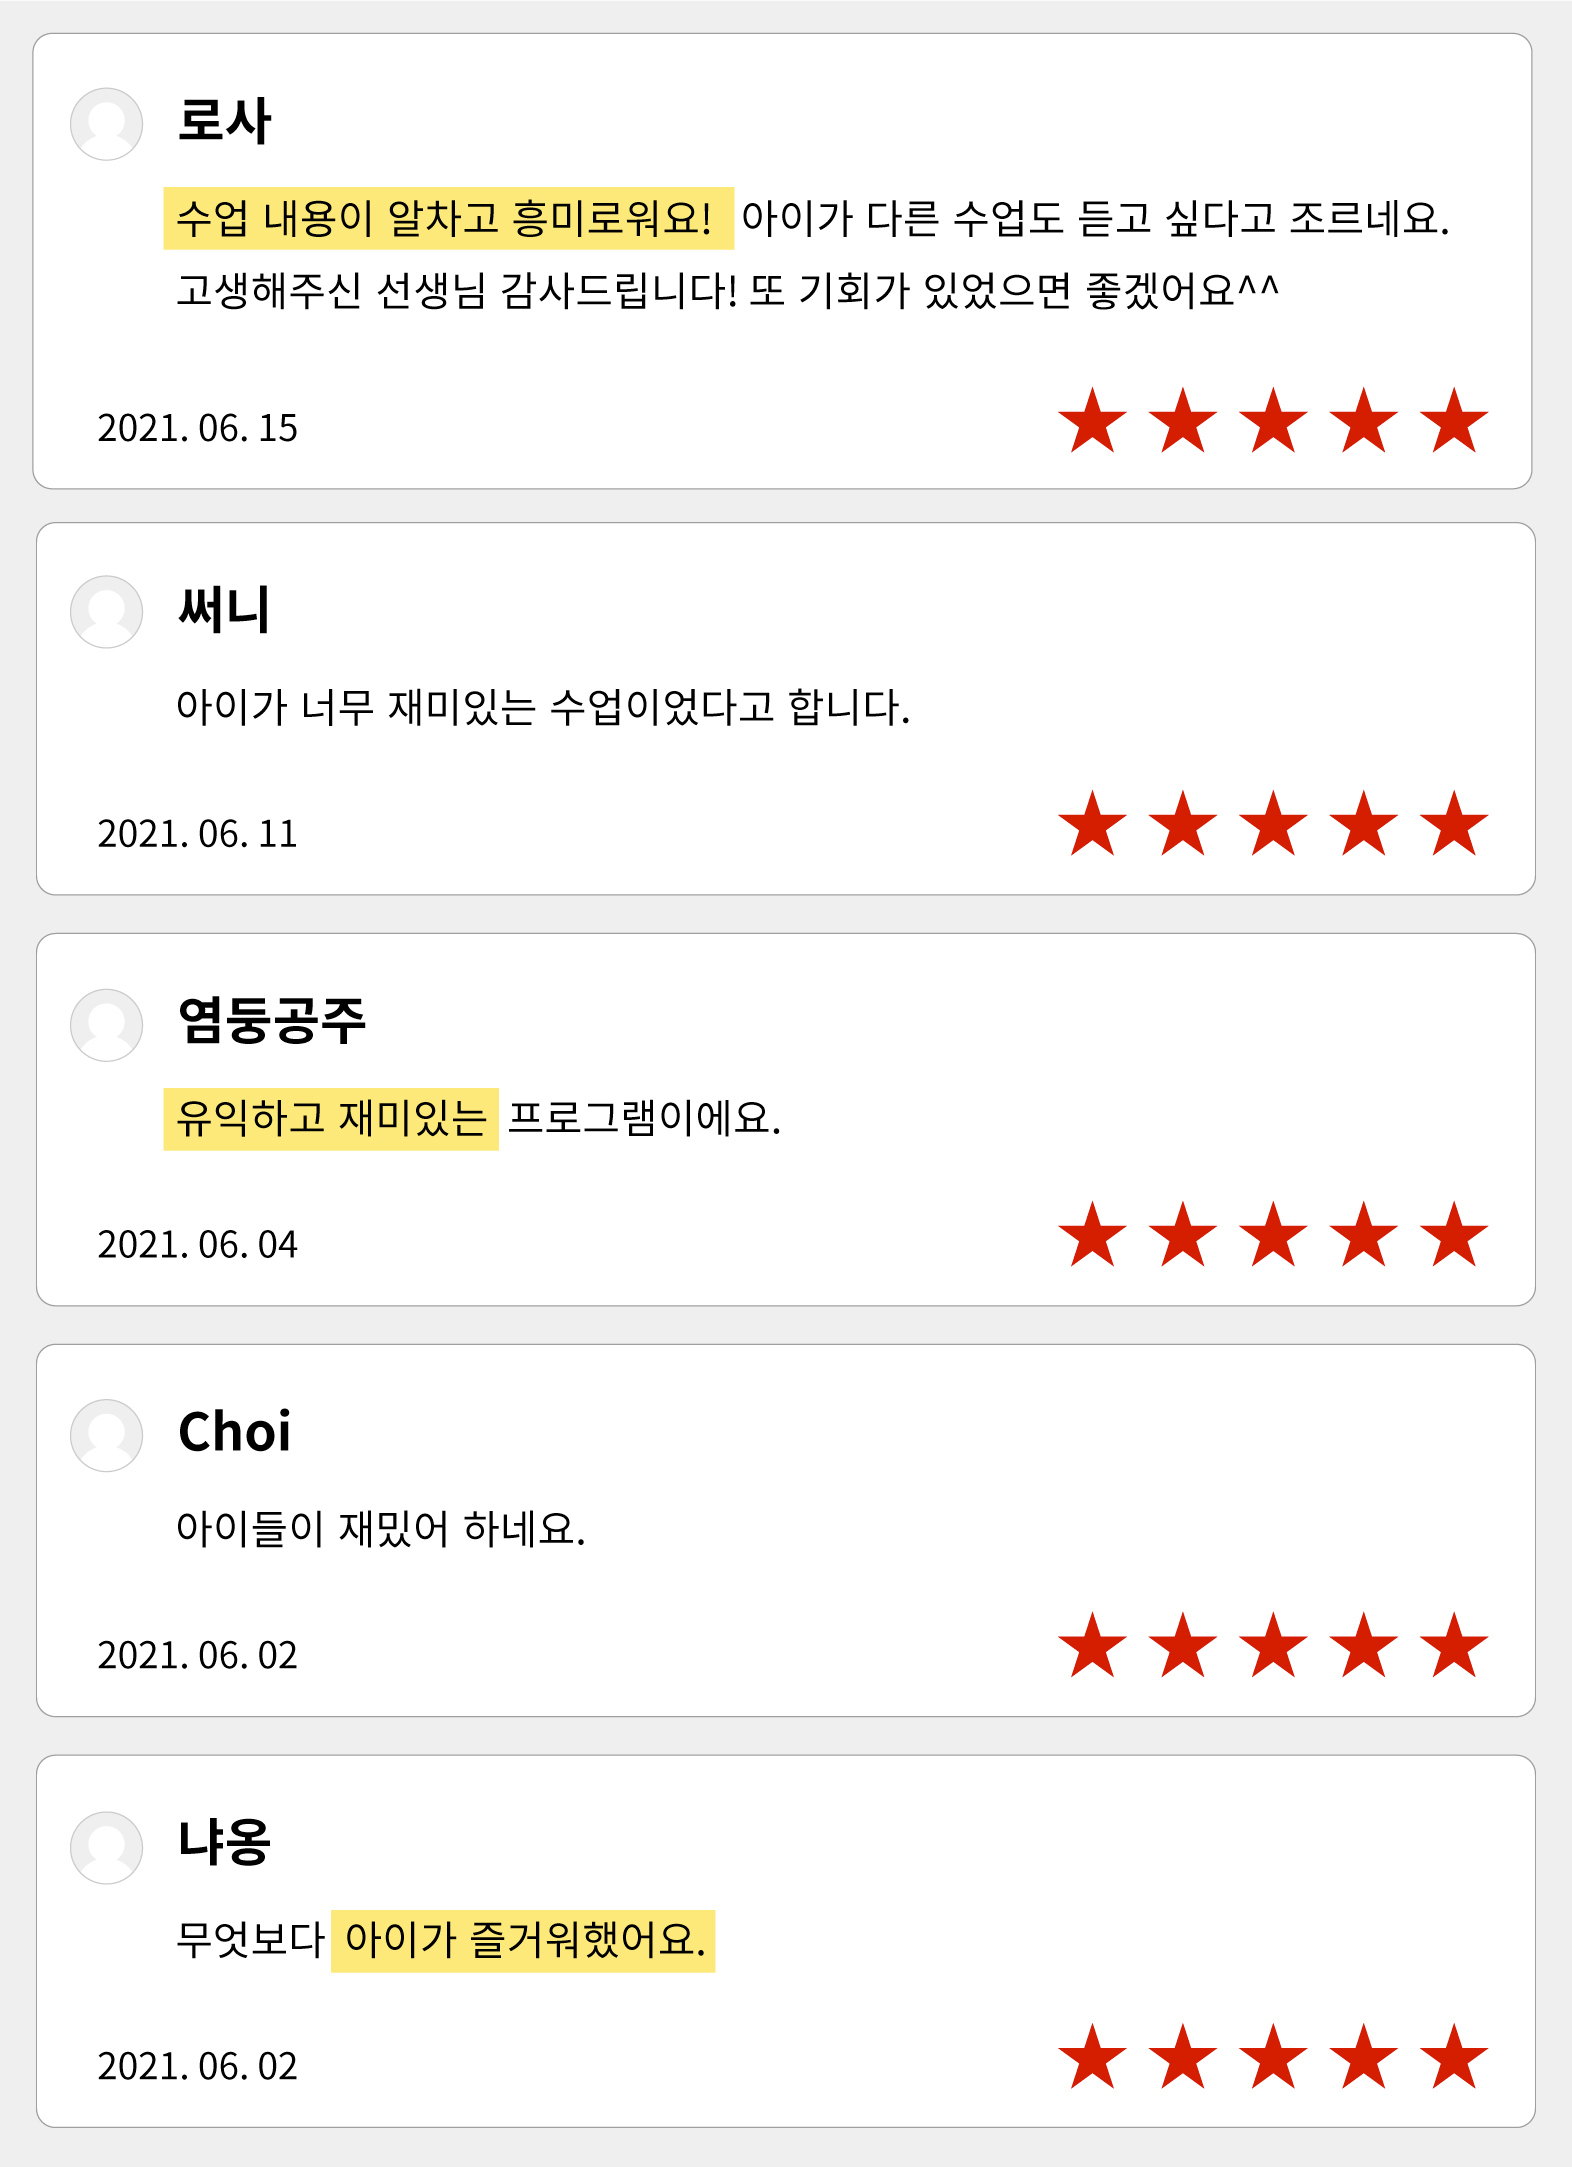 로사
수업 내용이 알차고 흥미로워요! 아이가 다른 수업도 듣고 싶다고 조르네요.
고생해주신 선생님 감사드립니다! 또 기회가 있었으면 좋겠어요^^
2021. 06. 15
★ ★ ★ ★ ★
써니
아이가 너무 재미있는 수업이었다고 합니다.
2021. 06. 11
★ ★ ★ ★ ★
염둥공주
유익하고 재미있는 프로그램이에요.
2021. 06. 04
★ ★ ★ ★ ★
Choi
아이들이 재밌어 하네요.
2021. 06. 02
★ ★ ★ ★ ★
냐옹
무엇보다 아이가 즐거워했어요.
2021. 06. 02
★ ★ ★ ★ ★